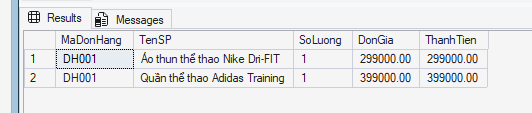 Results Messages
MaDonHang TenSP SoLuong DonGia ThanhTien
1 DH001 Áo thun thể thao Nike Dri-FIT 1 299000.00 299000.00
2 DH001 Quần thể thao Adidas Training 1 399000.00 399000.00